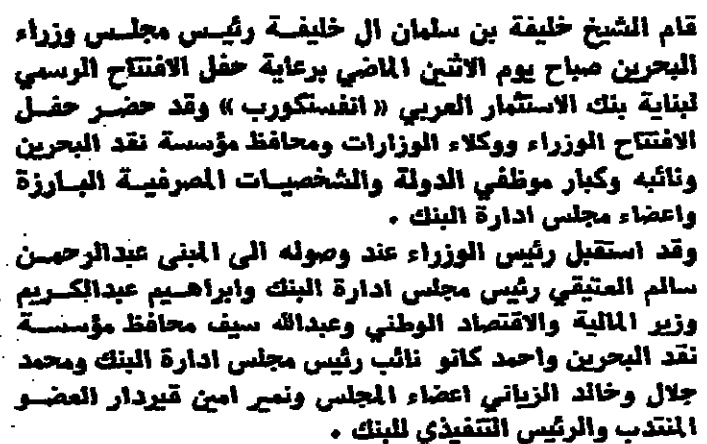 قام الشيخ خليفة بن سلمان ال خليفة رئيس مجلس وزراء
البحرين صباح يوم الاثنين الماضي برعاية حفل الافتتاح الرسمي
لبناية بنك الاستثمار العربي « انفستكورب » وقد حضر حفل
الافتتاح الوزراء ووكلاء الوزارات ومحافظ مؤسسة نقد البحرين
ونائبه وكبار موظفي الدولة والشخصيات المصرفية البارزة
واعضاء مجلس ادارة البنك .
وقد استقبل رئيس الوزراء عند وصوله الى المبنى عبدالرحمن
سالم العتيقي رئيس مجلس ادارة البنك وابراهيم عبدالكريم
وزير المالية والاقتصاد الوطني وعبدالله سيف محافظ مؤسسة
نقد البحرين واحمد كانو نائب رئيس مجلس ادارة البنك ومحمد
جلال وخالد الزياني اعضاء المجلس ونمير امين قيردار العضو
المنتدب والرئيس التنفيذي للبنك .